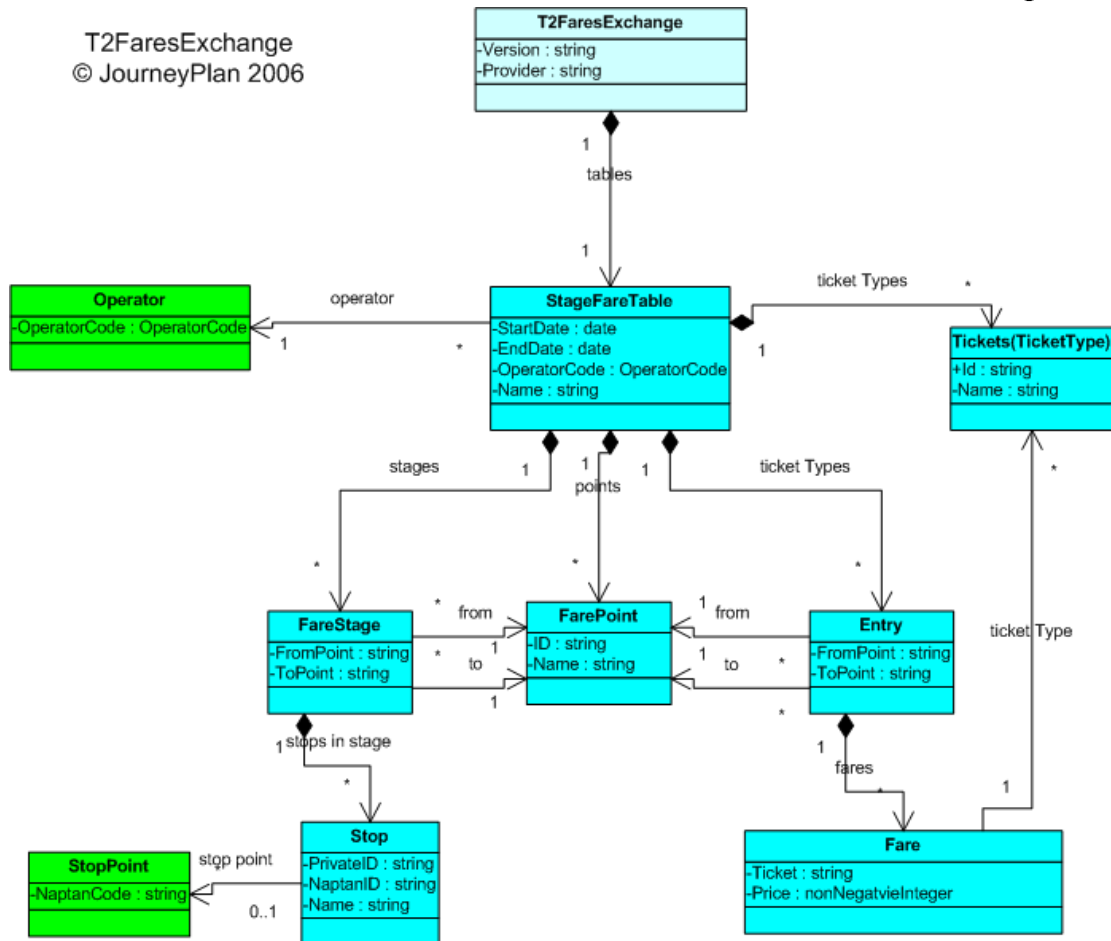 T2FaresExchange
© JourneyPlan 2006
T2FaresExchange
-Version : string
-Provider : string
1
tables
1
Operator
-OperatorCode : OperatorCode
operator
1
*
StageFareTable
-StartDate : date
-EndDate : date
-OperatorCode : OperatorCode
-Name : string
ticket Types
*
1
Tickets(TicketType)
+Id : string
-Name : string
stages
1
*
1
points
*
1
ticket Types
*
FareStage
-FromPoint : string
-ToPoint : string
*
from
1
*
to
1
FarePoint
-ID : string
-Name : string
1
from
*
1
to
*
Entry
-FromPoint : string
-ToPoint : string
*
ticket Type
1
1
stops in stage
*
1
fares
*
StopPoint
-NaptanCode : string
stop point
*
0..1
Stop
-PrivateID : string
-NaptanID : string
-Name : string
Fare
-Ticket : string
-Price : nonNegatvieInteger